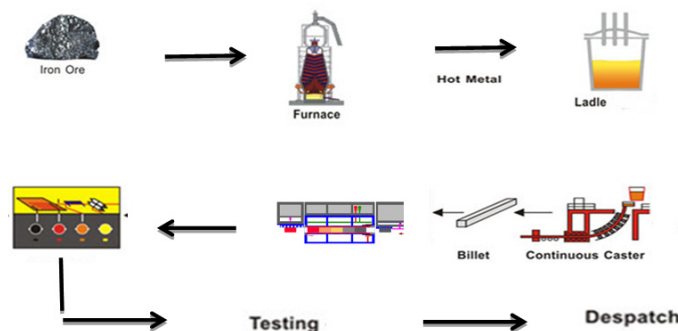 Iron Ore
Furnace
Hot Metal
Ladle
Billet
Continuous Caster
Testing
Despatch